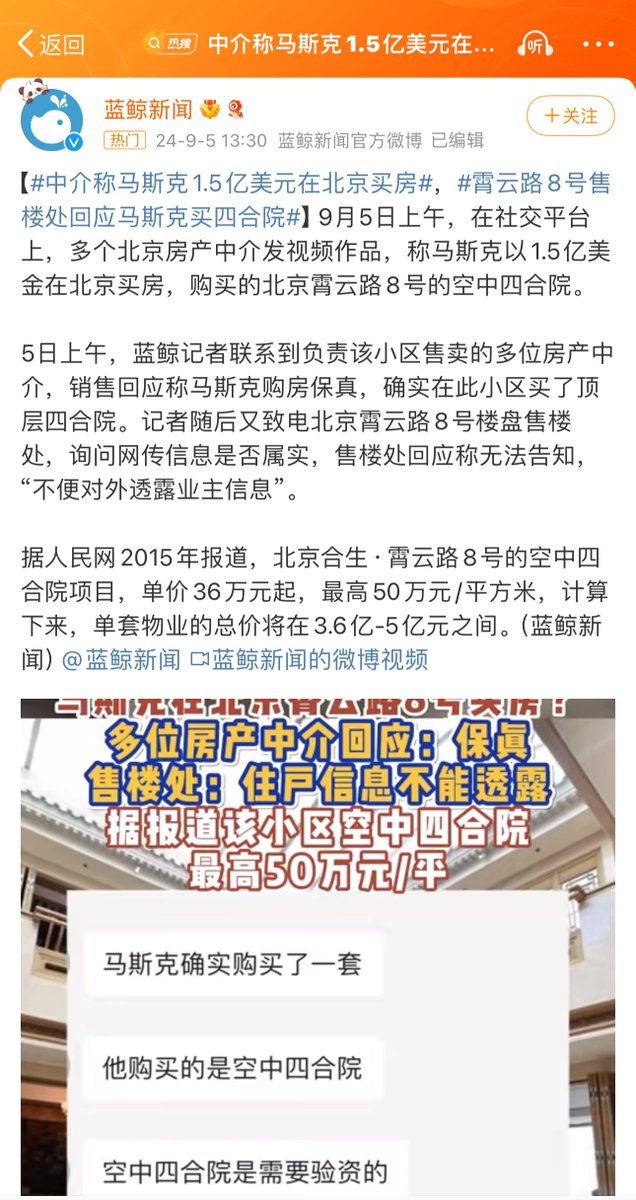 返回
热搜
中介称马斯克1.5亿美元在...
听
蓝鲸新闻
+关注
热门 24-9-5 13:30 蓝鲸新闻官方微博 已编辑
【#中介称马斯克1.5亿美元在北京买房#，#霄云路8号售
楼处回应马斯克买四合院#】9月5日上午，在社交平台
上，多个北京房产中介发视频作品，称马斯克以1.5亿美
金在北京买房，购买的北京霄云路8号的空中四合院。
5日上午，蓝鲸记者联系到负责该小区售卖的多位房产中
介，销售回应称马斯克购房保真，确实在此小区买了顶
层四合院。记者随后又致电北京霄云路8号楼盘售楼
处，询问网传信息是否属实，售楼处回应称无法告知，
“不便对外透露业主信息”。
据人民网2015年报道，北京合生·霄云路8号的空中四
合院项目，单价36万元起，最高50万元/平方米，计算
下来，单套物业的总价将在3.6亿-5亿元之间。（蓝鲸新
闻）@蓝鲸新闻 蓝鲸新闻的微博视频
马斯克在北京霄云路8号买房？
多位房产中介回应：保真
售楼处：住户信息不能透露
据报道该小区空中四合院
最高50万元/平
马斯克确实购买了一套
他购买的是空中四合院
空中四合院是需要验资的